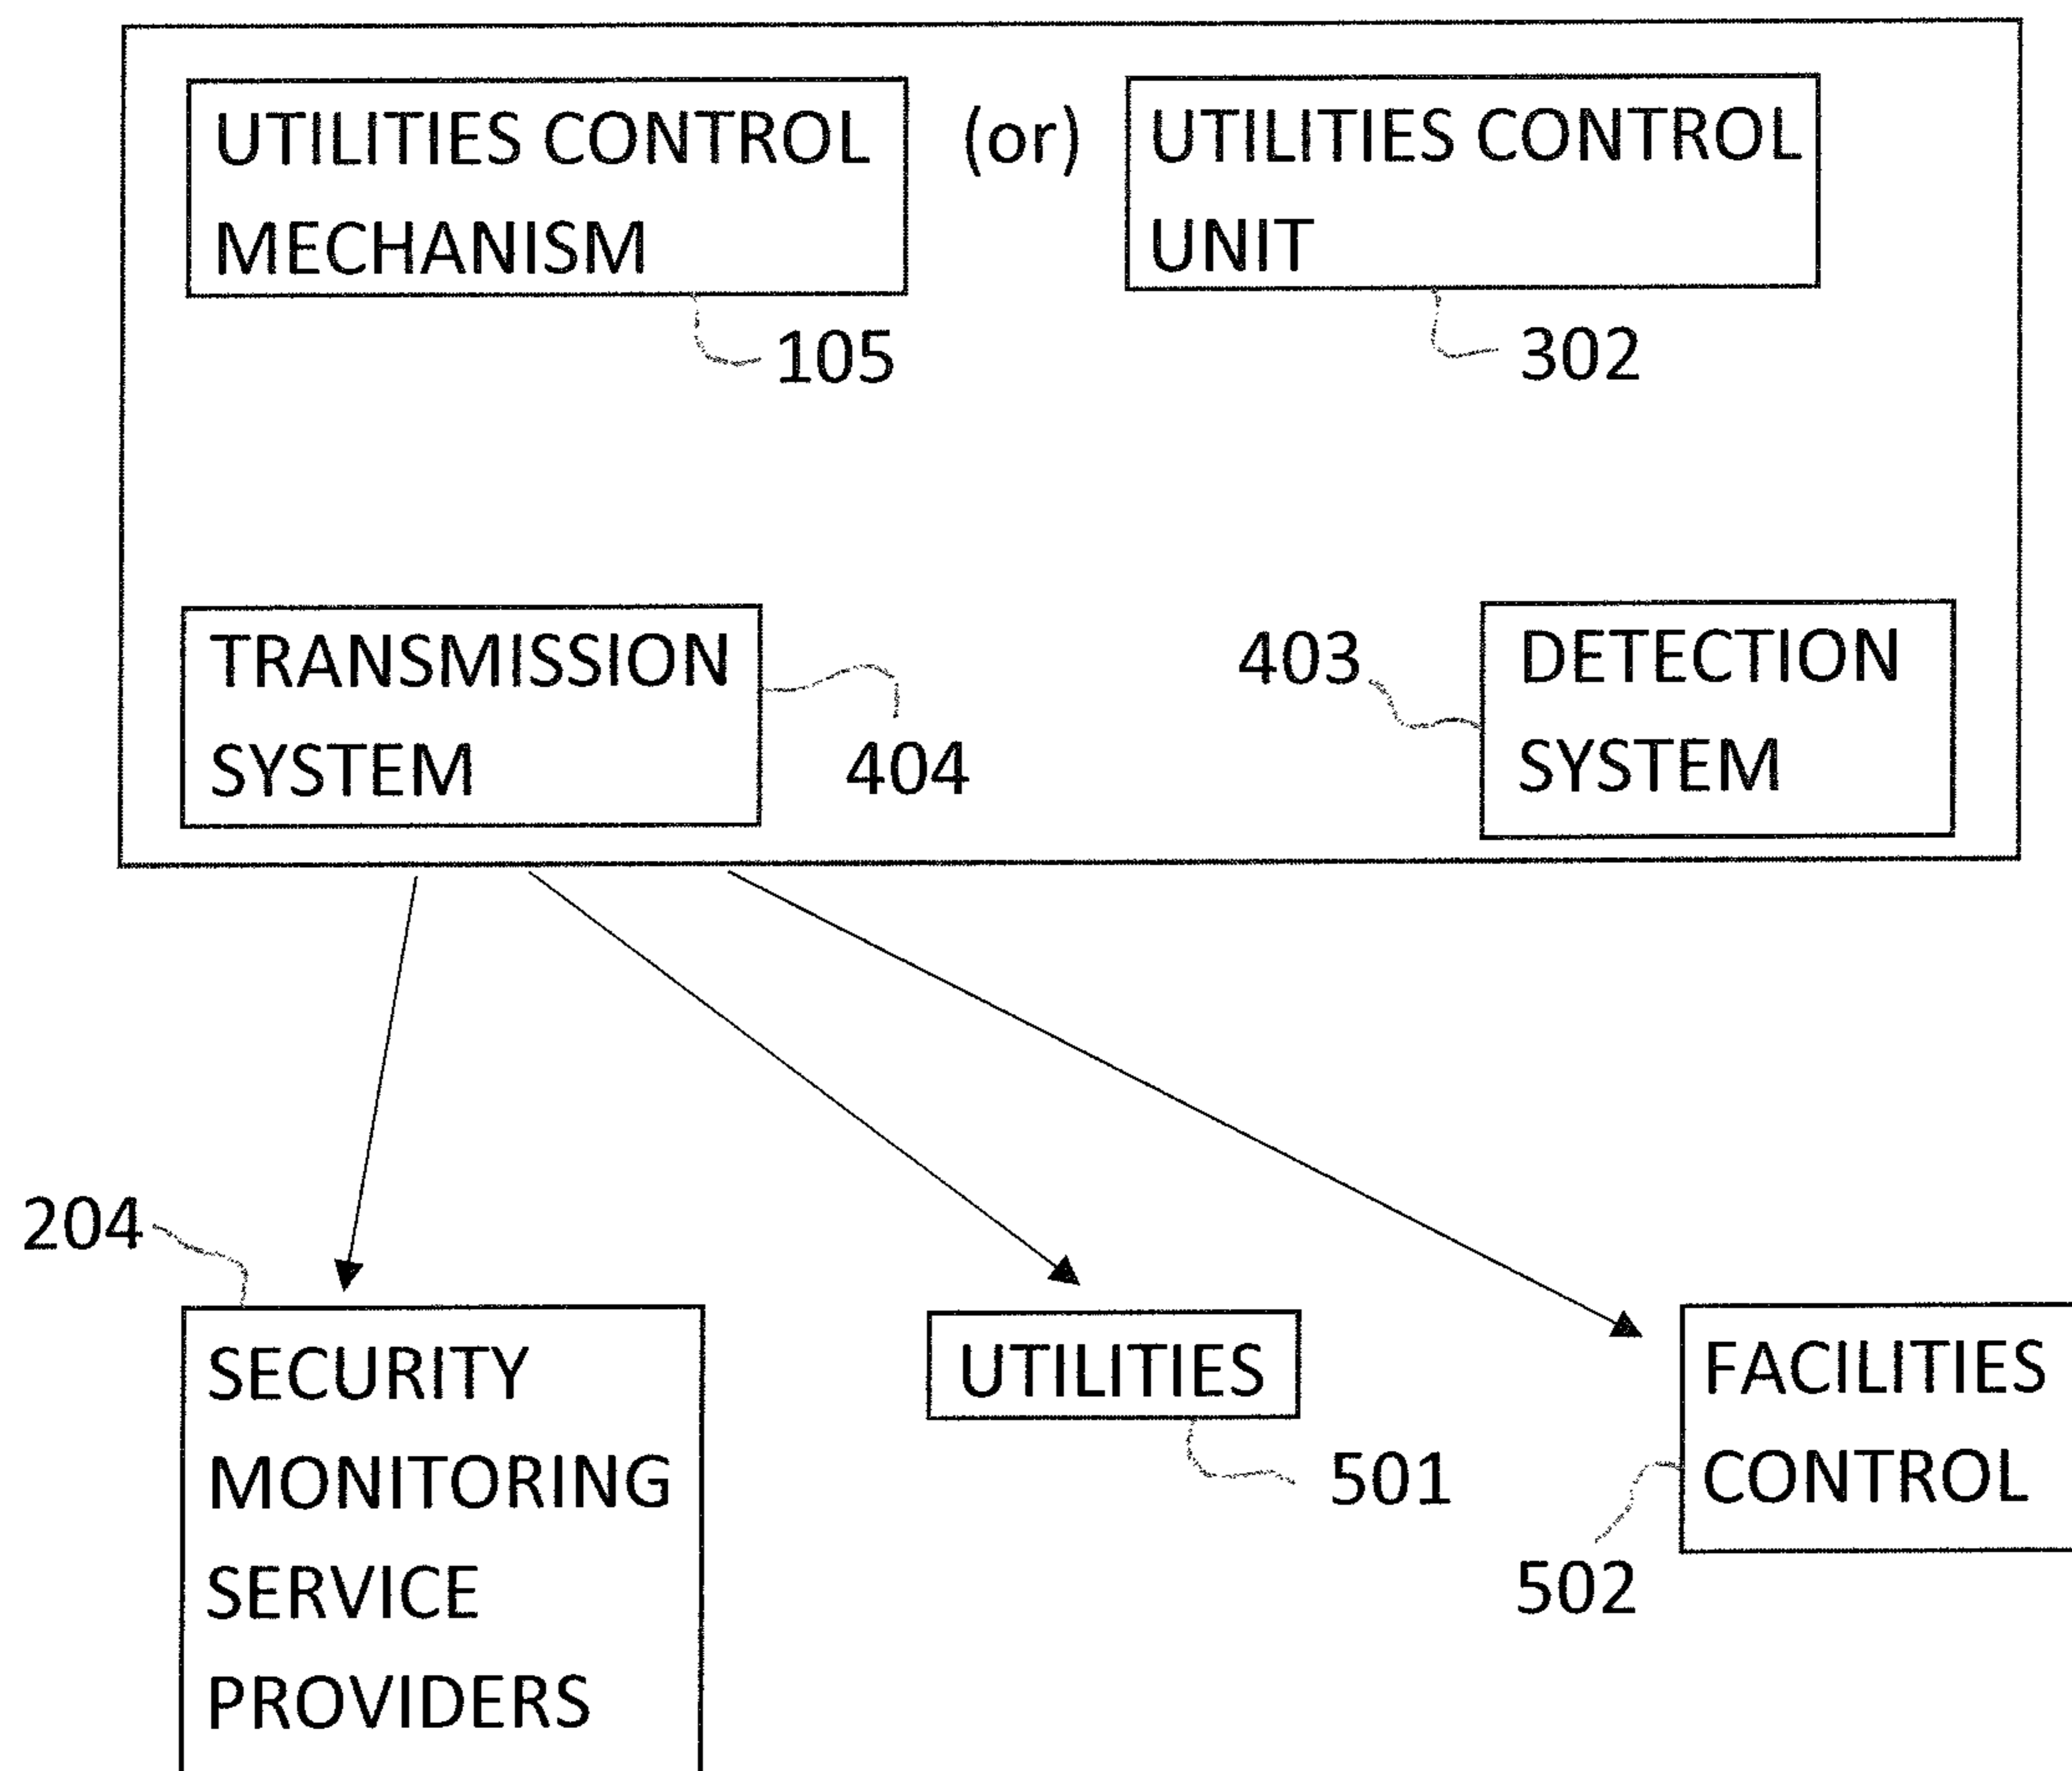 UTILITIES CONTROL
MECHANISM
(or)
UTILITIES CONTROL
UNIT
105
302
TRANSMISSION
SYSTEM
404
403
DETECTION
SYSTEM
204
SECURITY
MONITORING
SERVICE
PROVIDERS
UTILITIES
501
FACILITIES
CONTROL
502